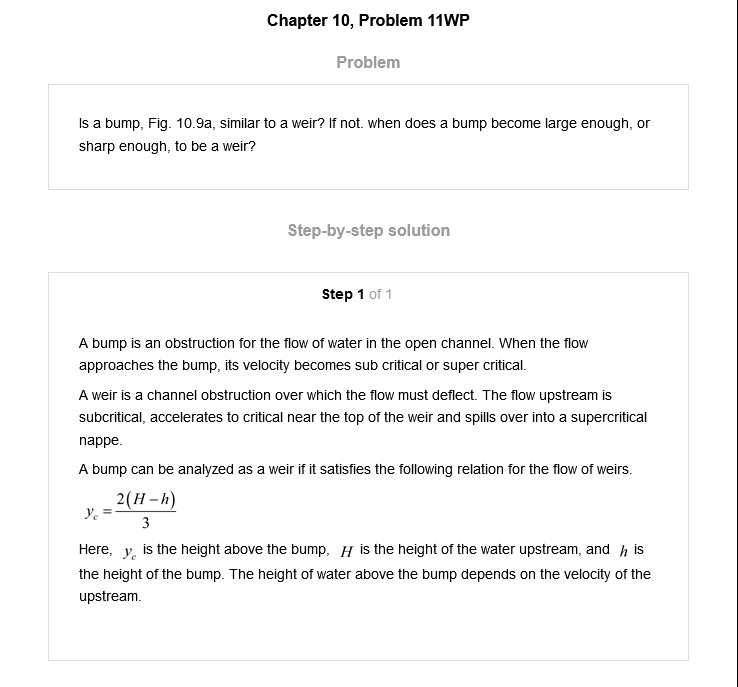 Chapter 10, Problem 11WP
Problem
Is a bump, Fig. 10.9a, similar to a weir? If not. when does a bump become large enough, or
sharp enough, to be a weir?
Step-by-step solution
Step 1 of 1
A bump is an obstruction for the flow of water in the open channel. When the flow
approaches the bump, its velocity becomes sub critical or super critical.
A weir is a channel obstruction over which the flow must deflect. The flow upstream is
subcritical, accelerates to critical near the top of the weir and spills over into a supercritical
nappe.
A bump can be analyzed as a weir if it satisfies the following relation for the flow of weirs.
y_c = 2(H − h)/3
Here, y_c is the height above the bump, H is the height of the water upstream, and h is
the height of the bump. The height of water above the bump depends on the velocity of the
upstream.